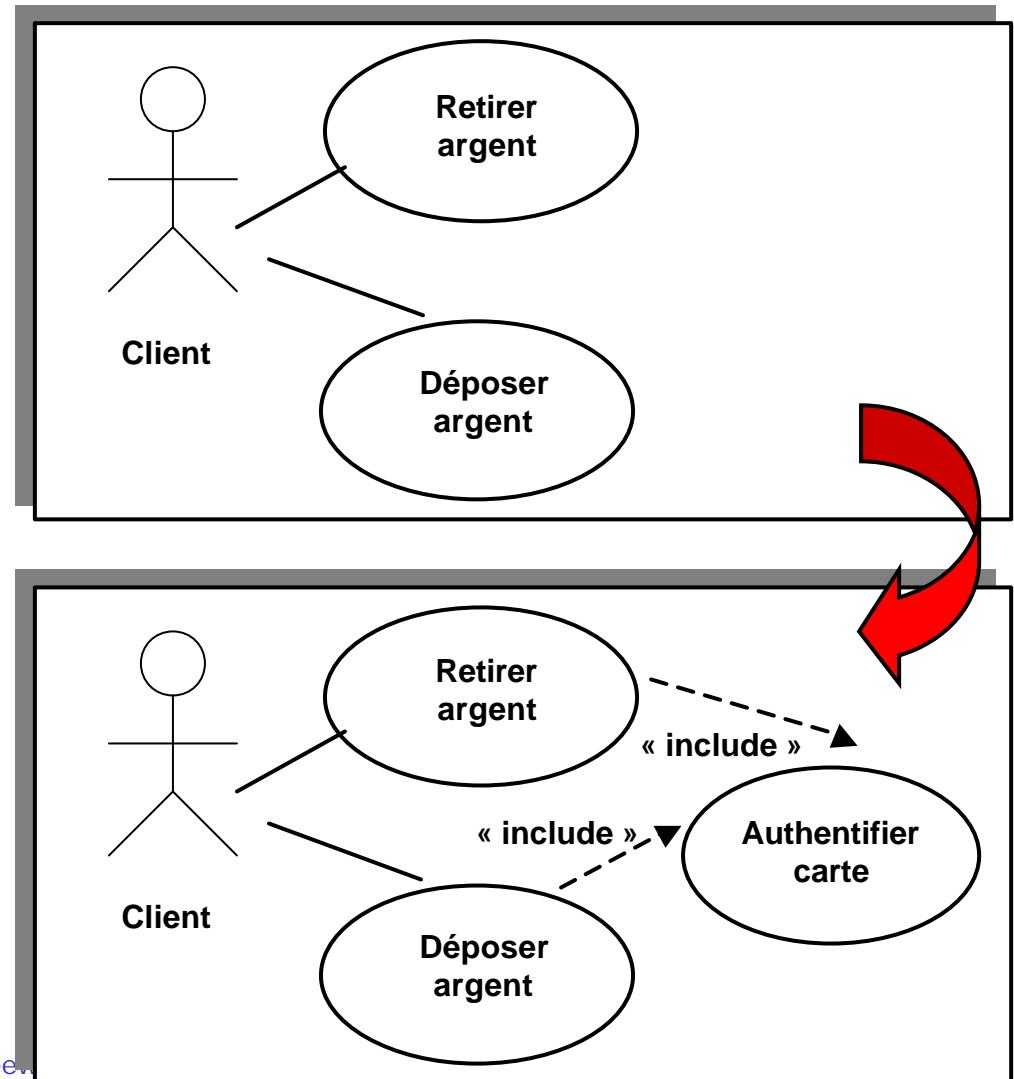 Retirer
argent
Client
Déposer
argent
Retirer
argent
« include »
« include »
Authentifier
carte
Client
Déposer
argent